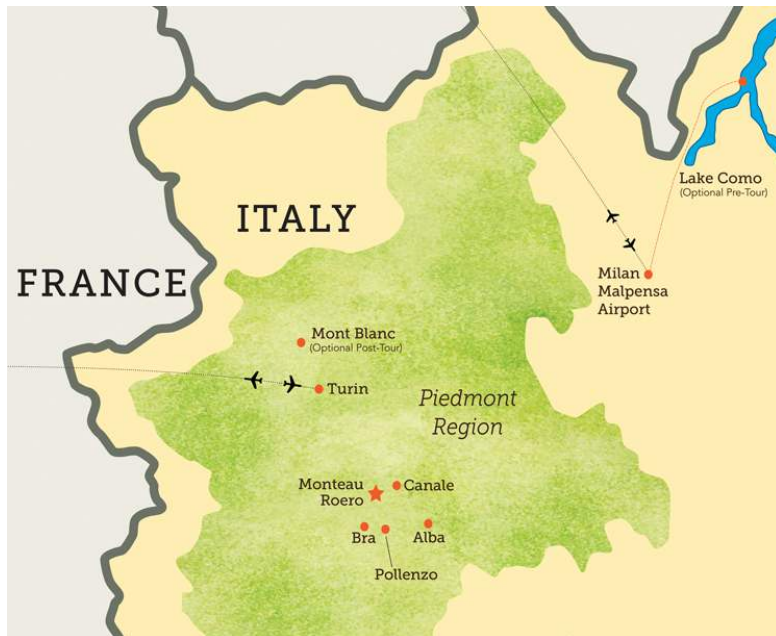 Lake Como
(Optional Pre-Tour)
ITALY
FRANCE
Milan
Malpensa
Airport
Mont Blanc
(Optional Post-Tour)
Turin
Piedmont
Region
Monteau
Roero
Canale
Bra
Alba
Pollenzo